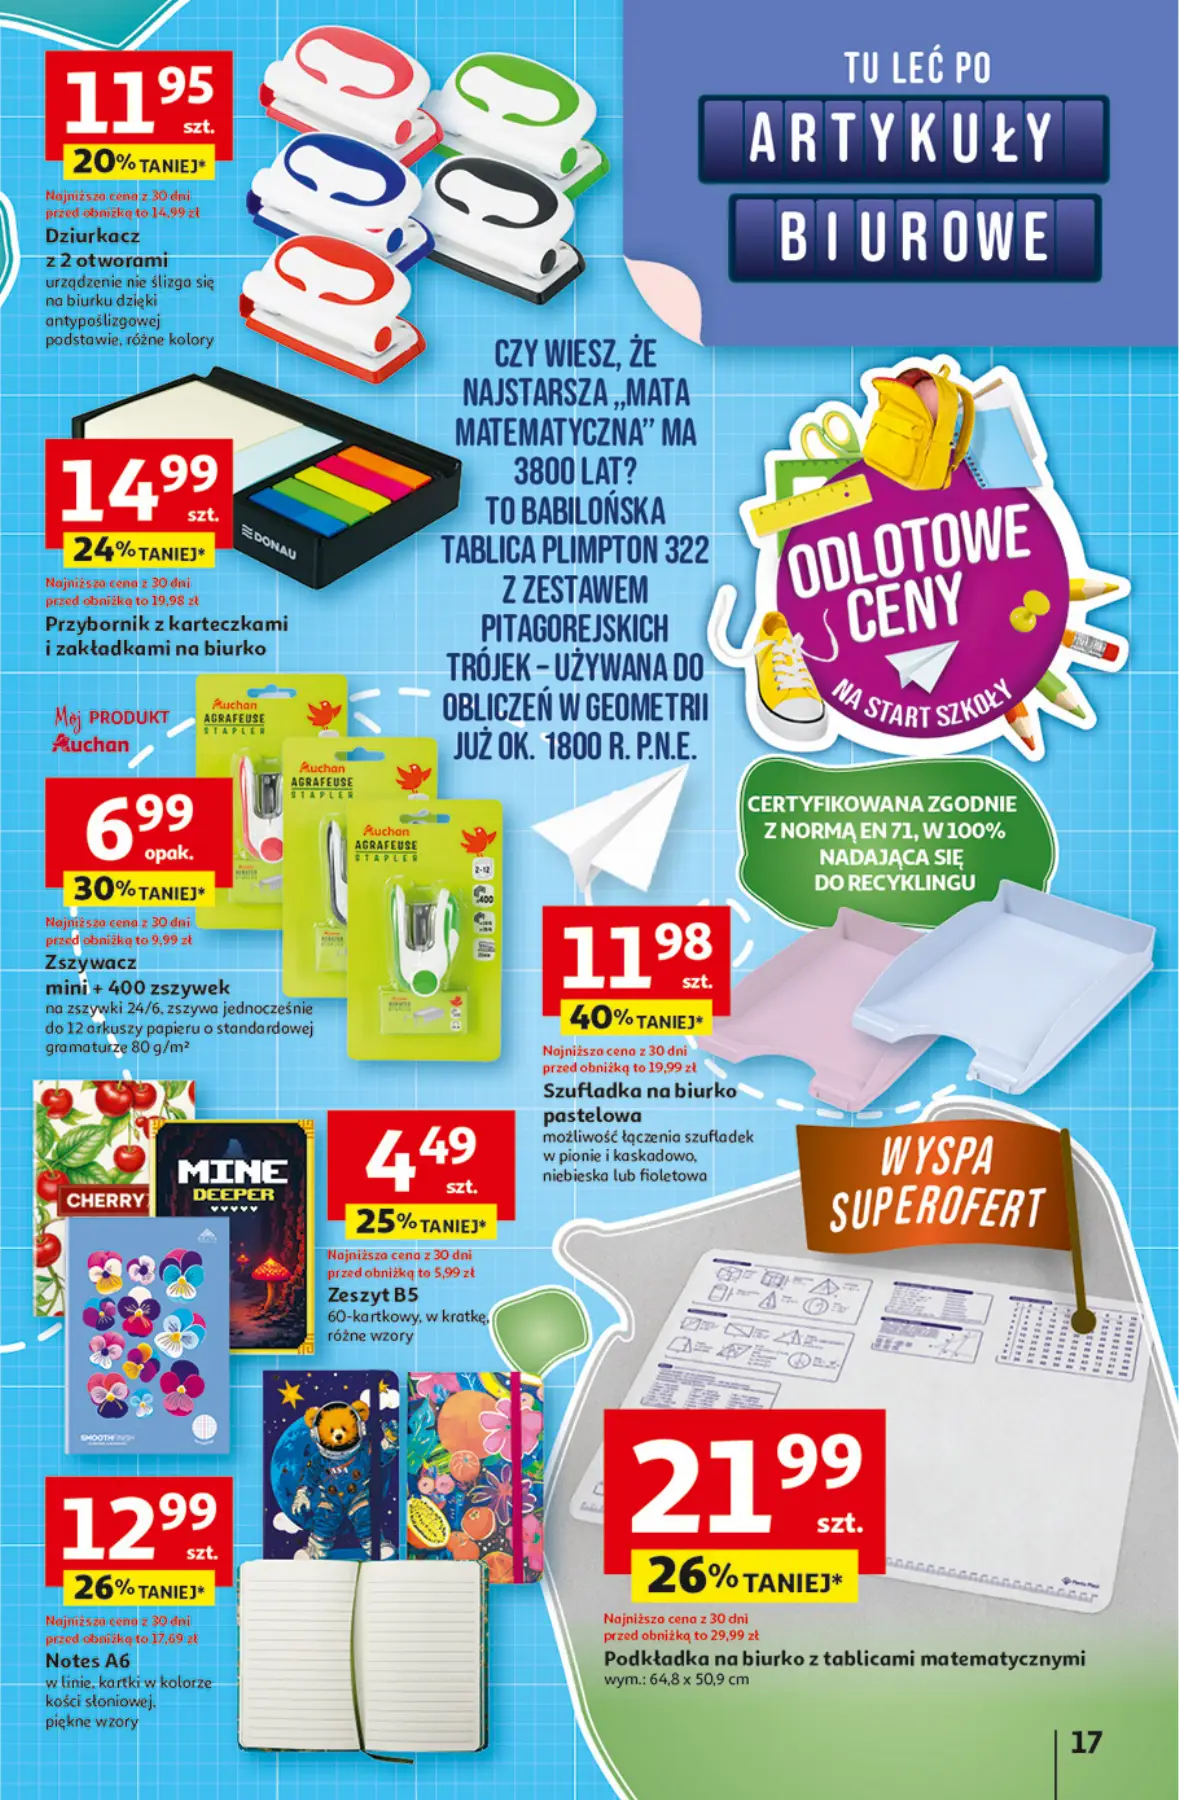 TU LEĆ PO
ARTYKUŁY
BIUROWE
11 95
szt.
20% TANIEJ*
Najniższa cena z 30 dni
przed obniżką to 14,99 zł
Dziurkacz
z 2 otworami
urządzenie nie ślizga się
na biurku dzięki
antypoślizgowej
podstawie, różne kolory
CZY WIESZ, ŻE
NAJSTARSZA „MATA
MATEMATYCZNA” MA
3800 LAT?
TO BABILOŃSKA
TABLICA PLIMPTON 322
Z ZESTAWEM
PITAGOREJSKICH
TRÓJEK – UŻYWANA DO
OBLICZEŃ W GEOMETRII
JUŻ OK. 1800 R. P.N.E.
ODLOTOWE
CENY
NA START SZKOŁY
DONAU
14 99
szt.
24% TANIEJ*
Najniższa cena z 30 dni
przed obniżką to 19,98 zł
Przybornik z karteczkami
i zakładkami na biurko
Mój PRODUKT
Auchan
Auchan
AGRAFEUSE
STAPLER
Auchan
AGRAFEUSE
STAPLER
Auchan
AGRAFEUSE
STAPLER
2-12
x400
6 99
opak.
30% TANIEJ*
Najniższa cena z 30 dni
przed obniżką to 9,99 zł
Zszywacz
mini + 400 zszywek
na zszywki 24/6, zszywa jednocześnie
do 12 arkuszy papieru o standardowej
gramaturze 80 g/m²
CERTYFIKOWANA ZGODNIE
Z NORMĄ EN 71, W 100%
NADAJĄCA SIĘ
DO RECYKLINGU
11 98
szt.
40% TANIEJ*
Najniższa cena z 30 dni
przed obniżką to 19,99 zł
Szufladka na biurko
pastelowa
możliwość łączenia szufladek
w pionie i kaskadowo,
niebieska lub fioletowa
CHERRY
MINE
DEEPER
SMOOTH FINISH
4 49
szt.
25% TANIEJ*
Najniższa cena z 30 dni
przed obniżką to 5,99 zł
Zeszyt B5
60-kartkowy, w kratkę,
różne wzory
WYSPA
SUPEROFERT
NASA
12 99
szt.
26% TANIEJ*
Najniższa cena z 30 dni
przed obniżką to 17,69 zł
Notes A6
w linie, kartki w kolorze
kości słoniowej,
piękne wzory
21 99
szt.
26% TANIEJ*
Najniższa cena z 30 dni
przed obniżką to 29,99 zł
Podkładka na biurko z tablicami matematycznymi
wym.: 64,8 x 50,9 cm
17